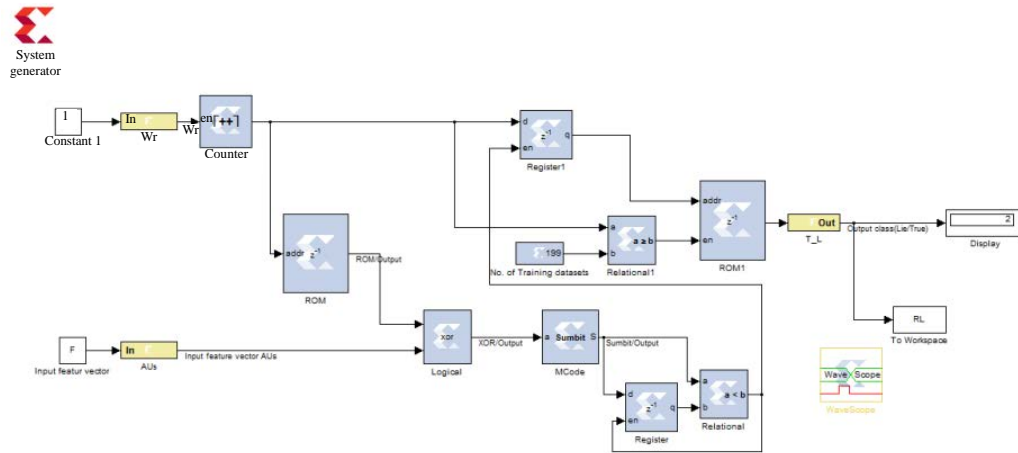 System
generator
1
Constant 1
In
Wr
Wr
en
++
Counter
d
en
z-1
q
Register1
addr
z-1
ROM
ROM/Output
199
No. of Training datasets
a
b
a ≥ b
Relational1
addr
en
z-1
ROM1
Out
T_L
Output class(Lie/True)
2
Display
RL
To Workspace
F
Input featur vector
In
AUs
Input feature vector AUs
xor
Logical
XOR/Output
a
Sumbit
S
MCode
Sumbit/Output
d
en
z-1
q
Register
a
b
a < b
Relational
Wave Scope
WaveScope